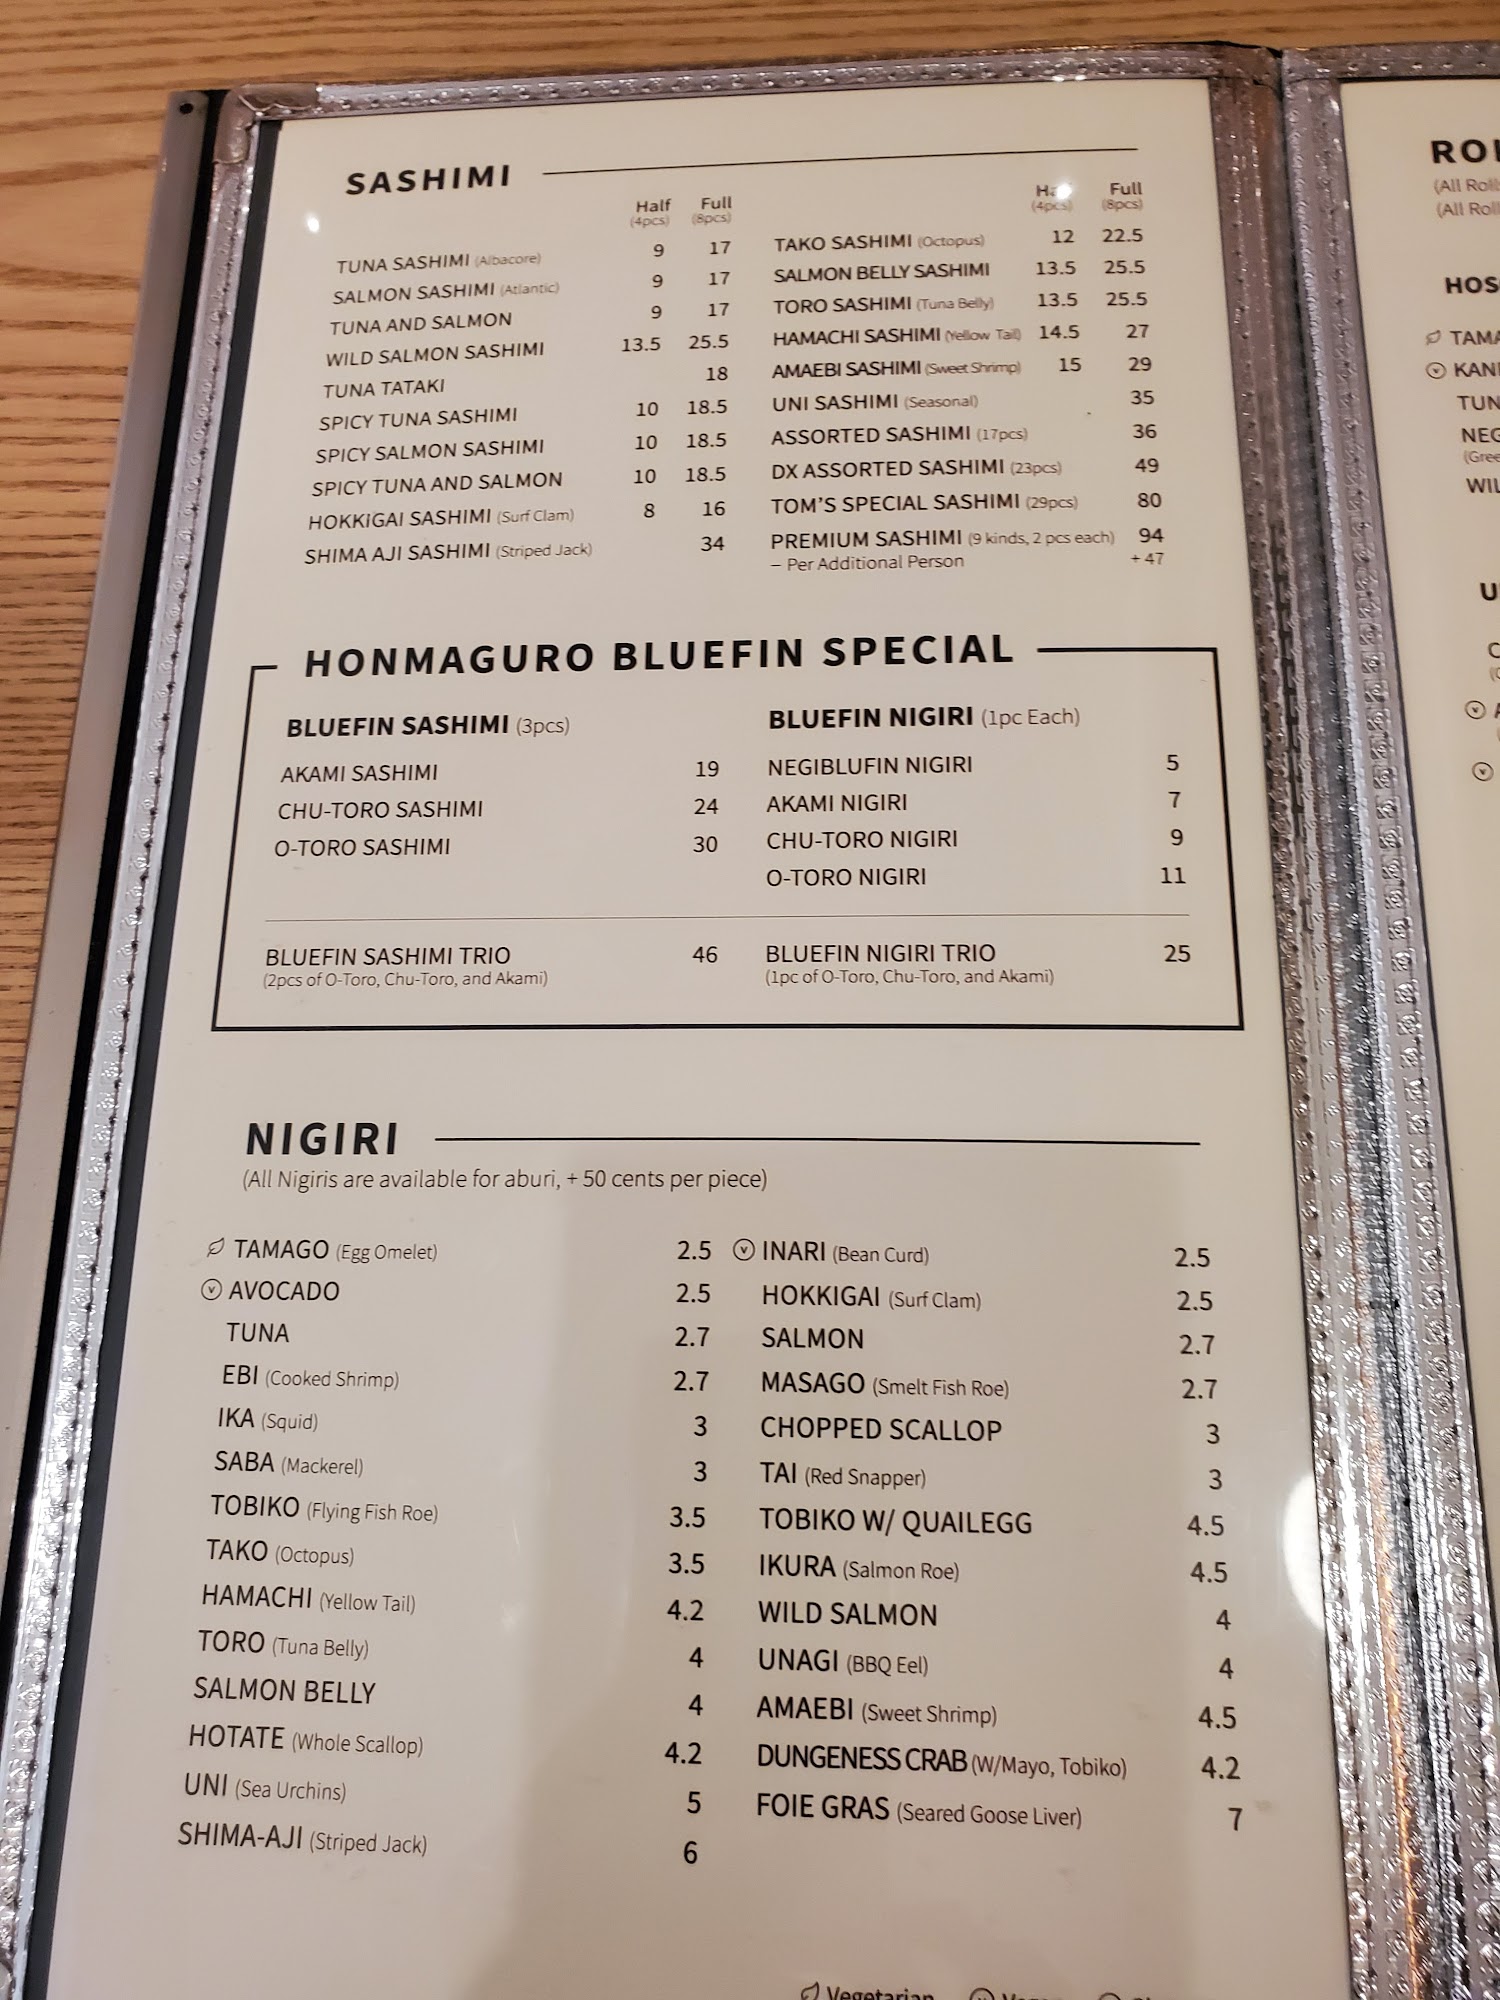 SASHIMI
Half Full
(4pcs) (8pcs)
TUNA SASHIMI (Albacore) 9 17
SALMON SASHIMI (Atlantic) 9 17
TUNA AND SALMON 9 17
WILD SALMON SASHIMI 13.5 25.5
TUNA TATAKI 18
SPICY TUNA SASHIMI 10 18.5
SPICY SALMON SASHIMI 10 18.5
SPICY TUNA AND SALMON 10 18.5
HOKKIGAI SASHIMI (Surf Clam) 8 16
SHIMA AJI SASHIMI (Striped Jack) 34
Full
(4pcs) (8pcs)
TAKO SASHIMI (Octopus) 12 22.5
SALMON BELLY SASHIMI 13.5 25.5
TORO SASHIMI (Tuna Belly) 13.5 25.5
HAMACHI SASHIMI (Yellow Tail) 14.5 27
AMAEBI SASHIMI (Sweet Shrimp) 15 29
UNI SASHIMI (Seasonal) 35
ASSORTED SASHIMI (17pcs) 36
DX ASSORTED SASHIMI (23pcs) 49
TOM'S SPECIAL SASHIMI (29pcs) 80
PREMIUM SASHIMI (9 kinds, 2 pcs each) 94
– Per Additional Person + 47
HONMAGURO BLUEFIN SPECIAL
BLUEFIN SASHIMI (3pcs)
AKAMI SASHIMI 19
CHU-TORO SASHIMI 24
O-TORO SASHIMI 30
BLUEFIN NIGIRI (1pc Each)
NEGIBLUFIN NIGIRI 5
AKAMI NIGIRI 7
CHU-TORO NIGIRI 9
O-TORO NIGIRI 11
BLUEFIN SASHIMI TRIO 46
(2pcs of O-Toro, Chu-Toro, and Akami)
BLUEFIN NIGIRI TRIO 25
(1pc of O-Toro, Chu-Toro, and Akami)
NIGIRI
(All Nigiris are available for aburi, + 50 cents per piece)
TAMAGO (Egg Omelet) 2.5
V AVOCADO 2.5
TUNA 2.7
EBI (Cooked Shrimp) 2.7
IKA (Squid) 3
SABA (Mackerel) 3
TOBIKO (Flying Fish Roe) 3.5
TAKO (Octopus) 3.5
HAMACHI (Yellow Tail) 4.2
TORO (Tuna Belly) 4
SALMON BELLY 4
HOTATE (Whole Scallop) 4.2
UNI (Sea Urchins) 5
SHIMA-AJI (Striped Jack) 6
V INARI (Bean Curd) 2.5
HOKKIGAI (Surf Clam) 2.5
SALMON 2.7
MASAGO (Smelt Fish Roe) 2.7
CHOPPED SCALLOP 3
TAI (Red Snapper) 3
TOBIKO W/ QUAILEGG 4.5
IKURA (Salmon Roe) 4.5
WILD SALMON 4
UNAGI (BBQ Eel) 4
AMAEBI (Sweet Shrimp) 4.5
DUNGENESS CRAB (W/Mayo, Tobiko) 4.2
FOIE GRAS (Seared Goose Liver) 7
Vegetarian
(All
(All